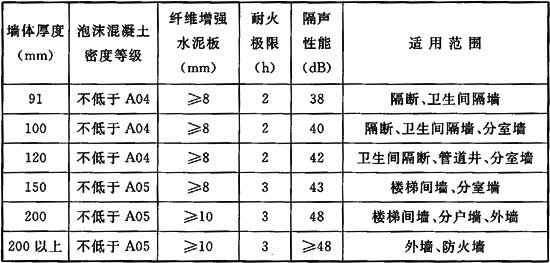 墙体厚度(mm) 泡沫混凝土密度等级 纤维增强水泥板(mm) 耐火极限(h) 隔声性能(dB) 适用范围
91 不低于 A04 ≥8 2 38 隔断、卫生间隔墙
100 不低于 A04 ≥8 2 40 隔断、卫生间隔墙、分室墙
120 不低于 A04 ≥8 2 42 卫生间隔断、管道井、分室墙
150 不低于 A05 ≥8 3 43 楼梯间墙、分室墙
200 不低于 A05 ≥10 3 48 楼梯间墙、分户墙、外墙
200 以上 不低于 A05 ≥10 3 ≥48 外墙、防火墙